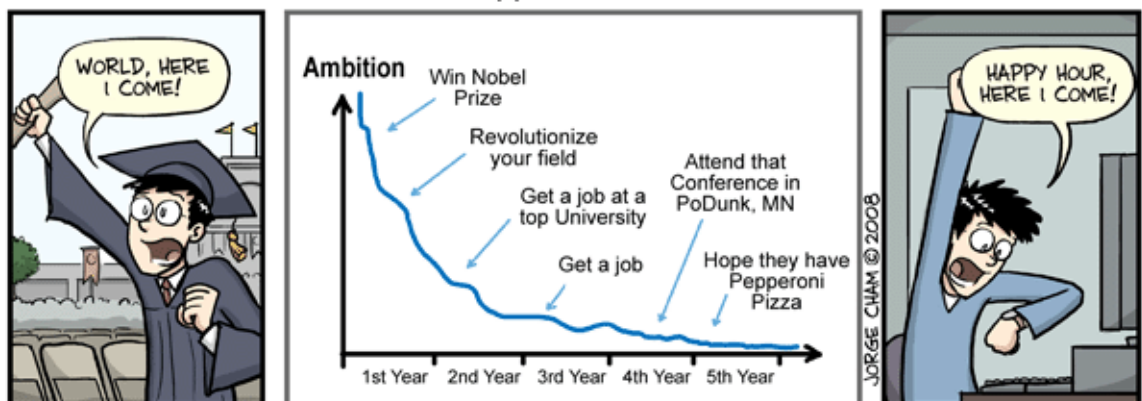 WORLD, HERE
I COME!
Ambition
Win Nobel
Prize
Revolutionize
your field
Get a job at a
top University
Get a job
Attend that
Conference in
PoDunk, MN
Hope they have
Pepperoni
Pizza
1st Year
2nd Year
3rd Year
4th Year
5th Year
JORGE CHAM © 2008
HAPPY HOUR,
HERE I COME!